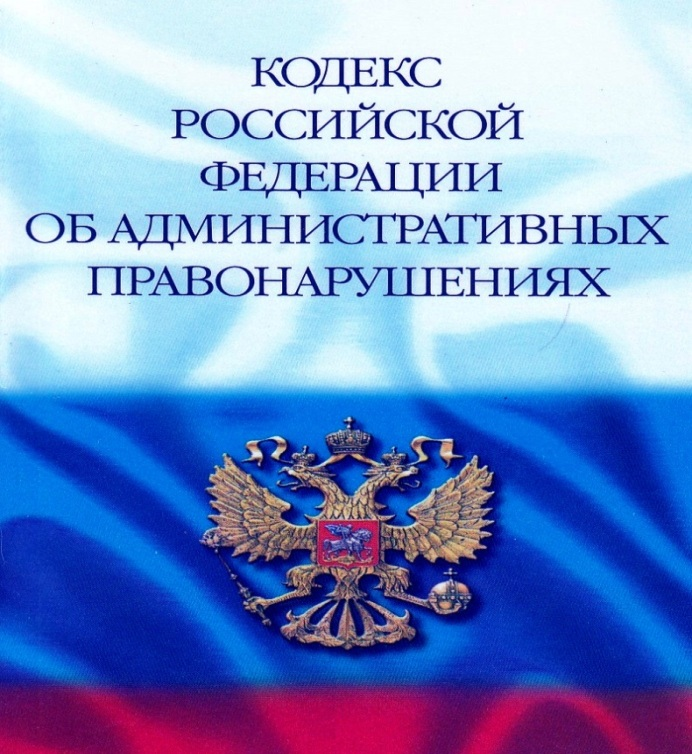 КОДЕКС
РОССИЙСКОЙ
ФЕДЕРАЦИИ
ОБ АДМИНИСТРАТИВНЫХ
ПРАВОНАРУШЕНИЯХ